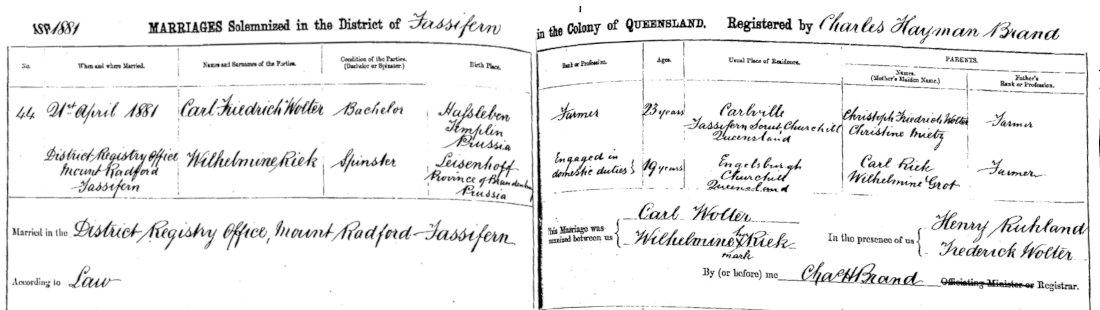 1881 MARRIAGES Solemnized in the District of Fassifern in the Colony of QUEENSLAND. Registered by Charles Hayman Brand
No. When and where Married. Names and Surnames of the Parties. Condition of the Parties. (Bachelor or Spinster.) Birth Place. Rank or Profession. Ages. Usual Place of Residence. PARENTS.
Names. (Mother's Maiden Name.) Father's Rank or Profession.
44 21st April 1881 Carl Friedrich Wolter Bachelor Hafsleben Farmer 23 years Carlville Christoph Friedrich Wolter Farmer
Templin Fassifern Scrub, Churchill Christine Mietz
Prussia Queensland
District Registry Office Wilhelmine Kiek Spinster Leisenhoff Engaged in 19 years Engelsburgh Carl Kiek Farmer
Mount Radford Province of Brandenburg domestic duties Churchill Wilhelmine Grot
Fassifern Prussia Queensland
Married in the District Registry Office, Mount Radford - Fassifern
This Marriage was solemnized between us Carl Wolter
Wilhelmine her x mark Kiek
In the presence of us Henry Ruhland
Frederick Wolter
According to Law
By (or before) me Chas H Brand Officiating Minister or Registrar.